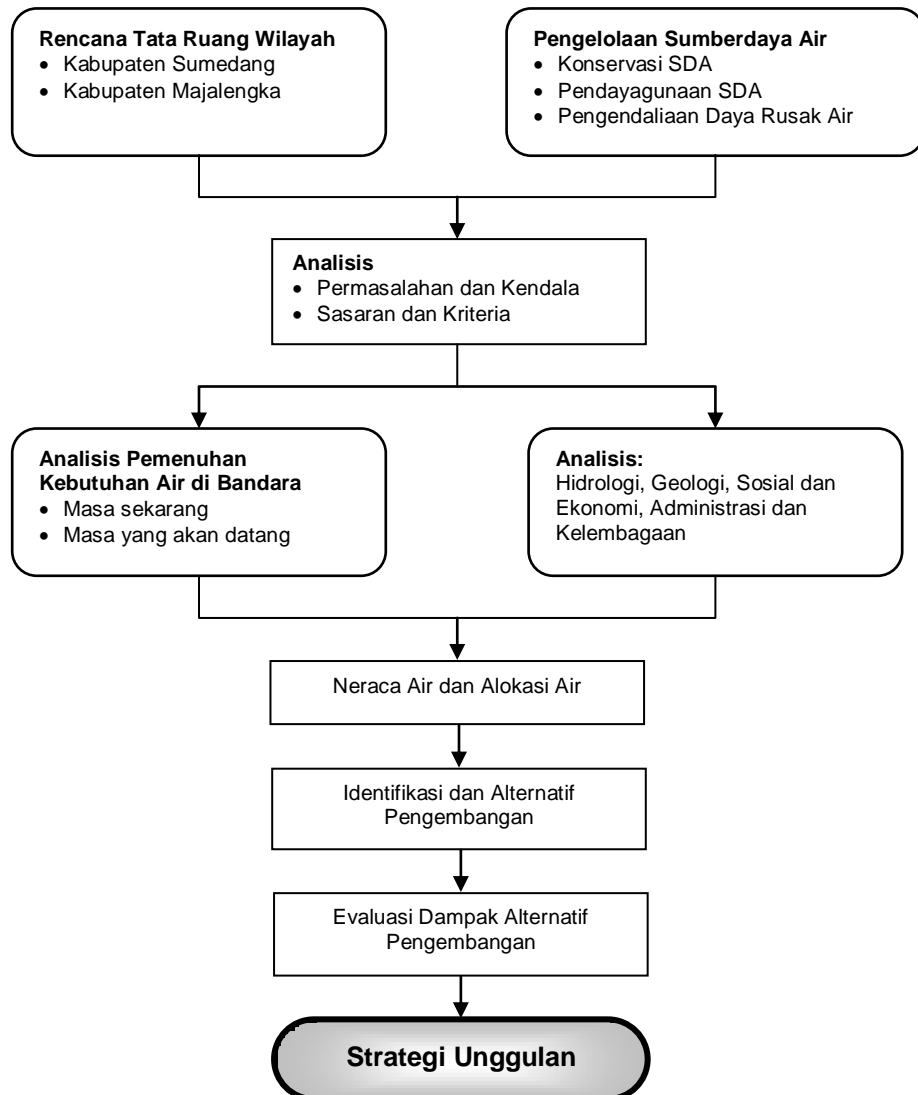 Rencana Tata Ruang Wilayah
• Kabupaten Sumedang
• Kabupaten Majalengka
Pengelolaan Sumberdaya Air
• Konservasi SDA
• Pendayagunaan SDA
• Pengendaliaan Daya Rusak Air
Analisis
• Permasalahan dan Kendala
• Sasaran dan Kriteria
Analisis Pemenuhan
Kebutuhan Air di Bandara
• Masa sekarang
• Masa yang akan datang
Analisis:
Hidrologi, Geologi, Sosial dan
Ekonomi, Administrasi dan
Kelembagaan
Neraca Air dan Alokasi Air
Identifikasi dan Alternatif
Pengembangan
Evaluasi Dampak Alternatif
Pengembangan
Strategi Unggulan